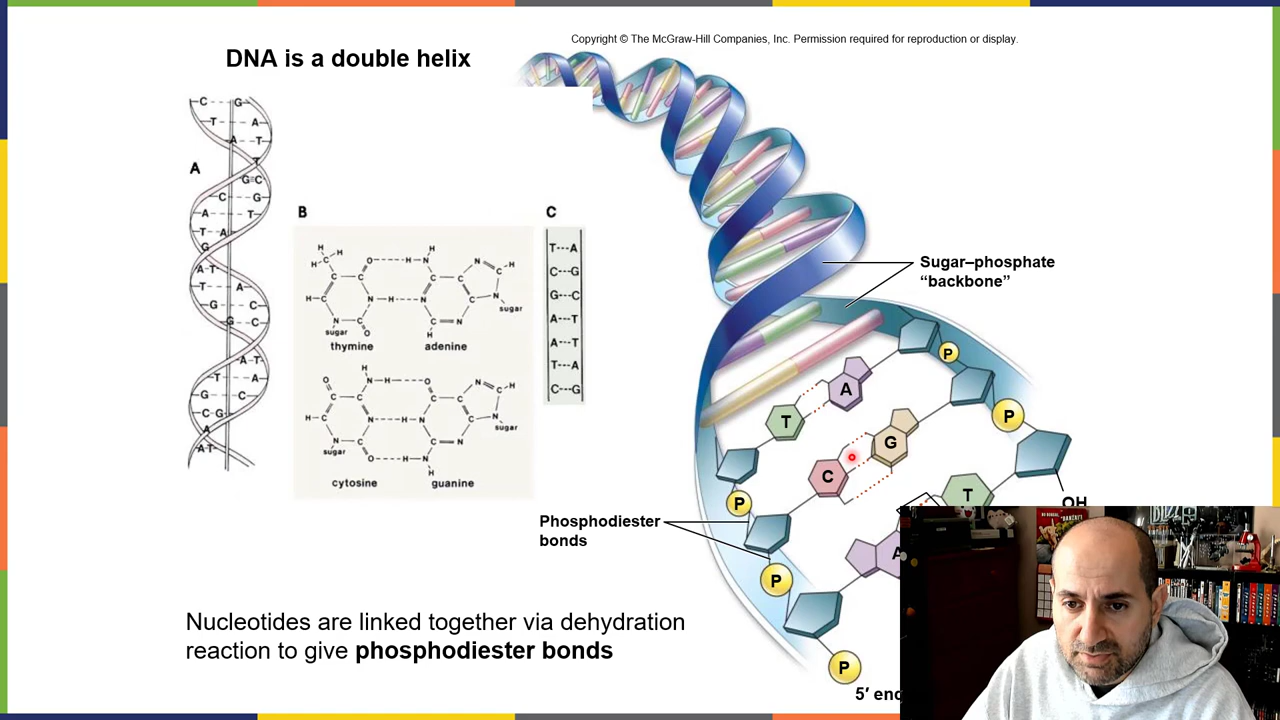 Copyright © The McGraw-Hill Companies, Inc. Permission required for reproduction or display.
DNA is a double helix
C G
T A
A T
T
A
G C
C G
A T
T A
G
A T
T A
G C
G C
A T
T A
G C
C G
A
A T
B
C
H
H H
C
O H N H
C C
C N H N C
H C N C N
N C C N
H
C H
N
sugar
sugar O H
thymine adenine
H
O N H O
C C
H C N H N
N C C N
C H
N
sugar
sugar O H N
H
cytosine guanine
T A
C G
G C
A T
A T
T A
C G
Sugar–phosphate
“backbone”
P
A
P
T
G
C
T
P
OH
Phosphodiester
bonds
A
P
P
5′ end
Nucleotides are linked together via dehydration
reaction to give phosphodiester bonds